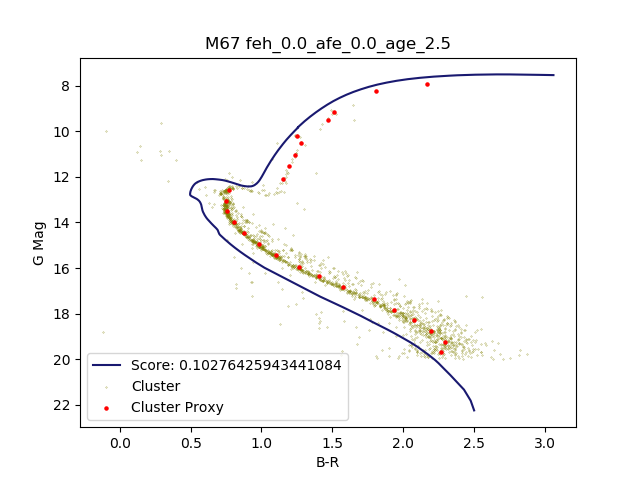 M67 feh_0.0_afe_0.0_age_2.5
8
10
12
14
16
18
20
22
G Mag
Score: 0.10276425943441084
Cluster
Cluster Proxy
0.0 0.5 1.0 1.5 2.0 2.5 3.0
B-R